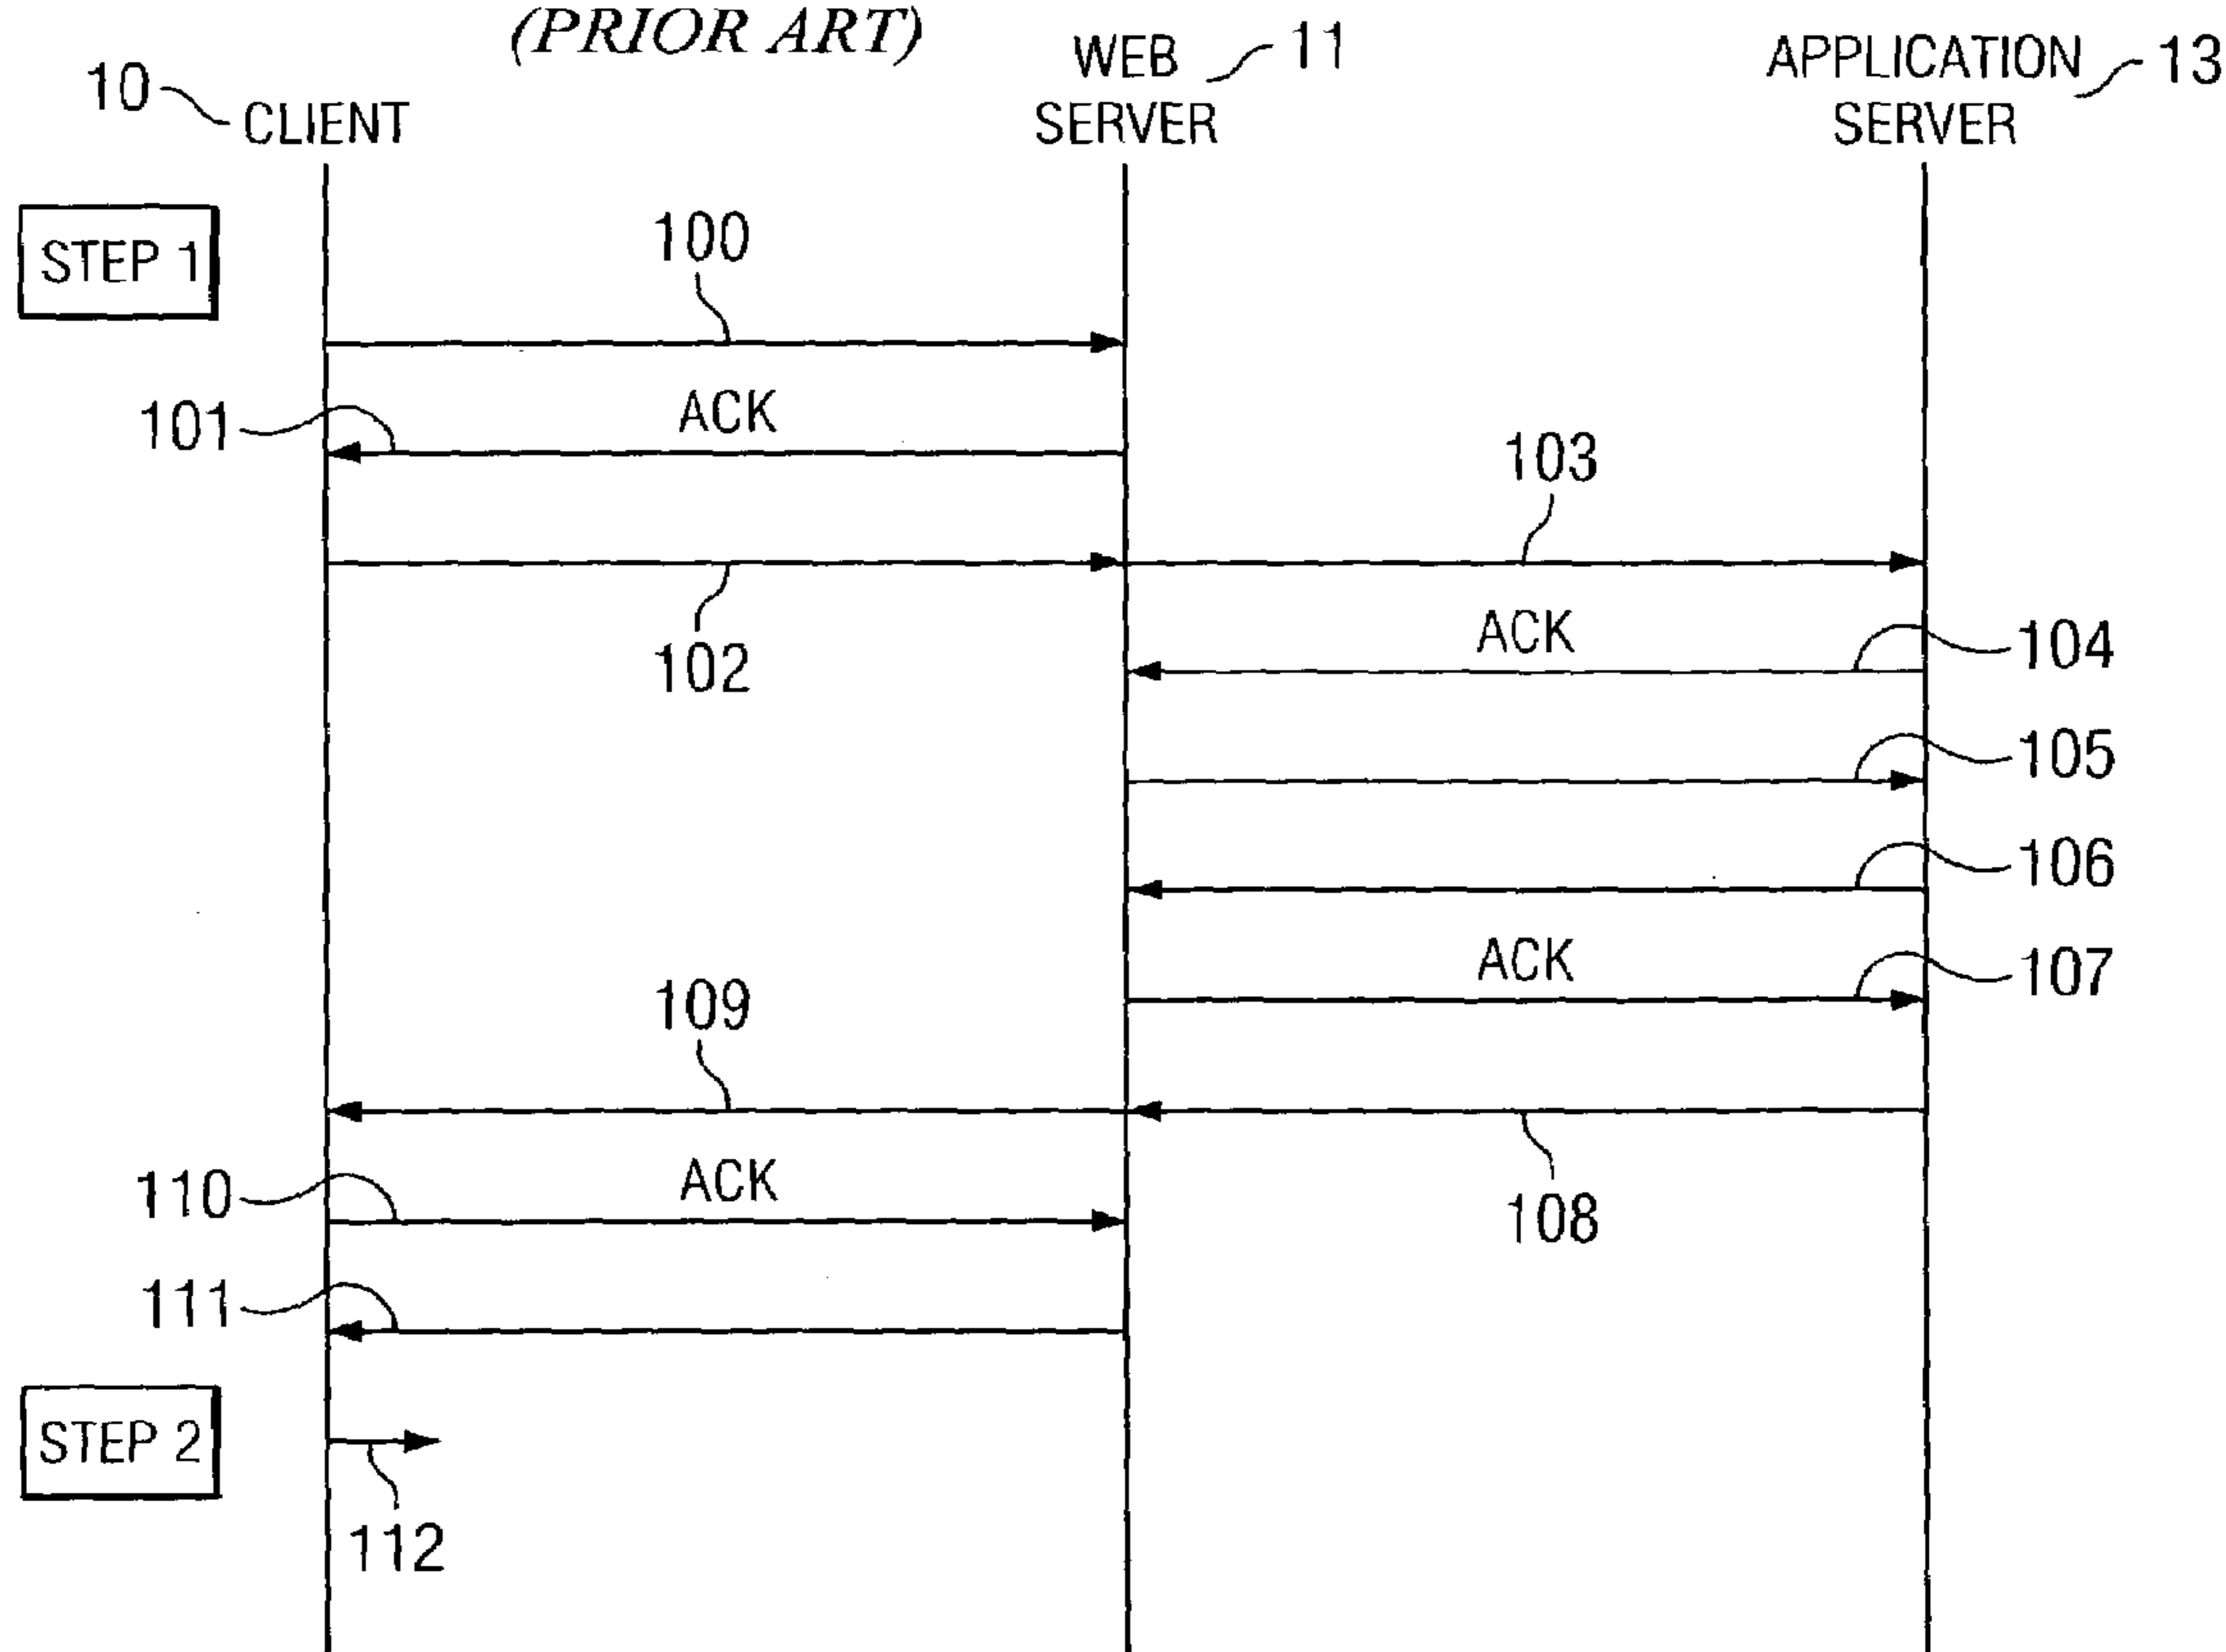 (PRIOR ART)
10
CLIENT
WEB
SERVER
11
APPLICATION
SERVER
13
STEP 1
100
101
ACK
103
102
ACK
104
105
106
ACK
107
109
110
ACK
108
111
STEP 2
112